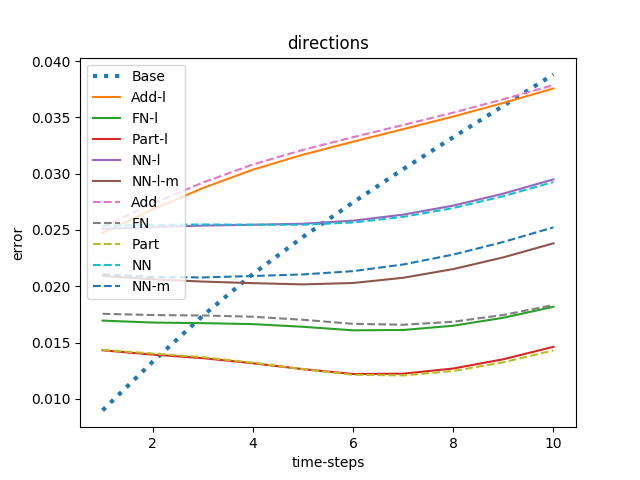 directions
0.040
0.035
0.030
0.025
0.020
0.015
0.010
error
Base
Add-l
FN-l
Part-l
NN-l
NN-l-m
Add
FN
Part
NN
NN-m
2 4 6 8 10
time-steps